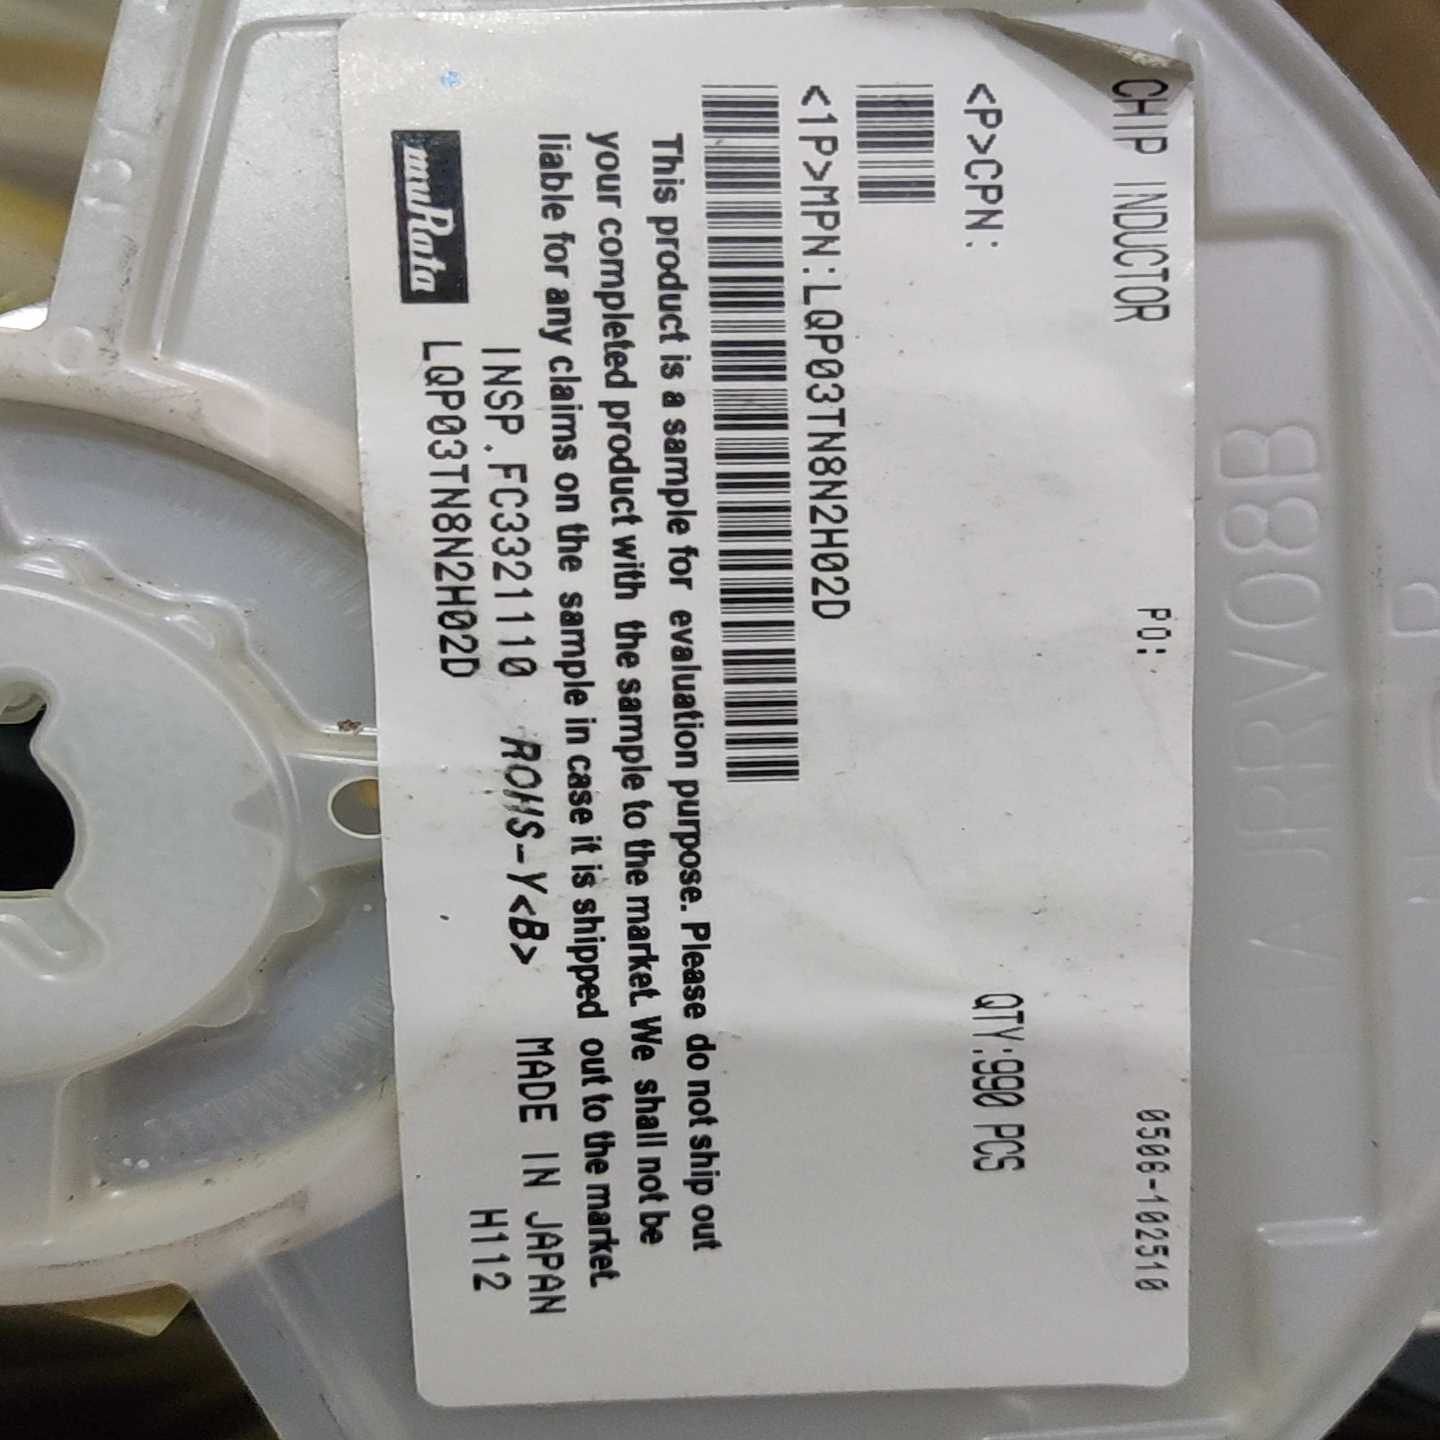 CHIP INDUCTOR PO: 0506-102510
<P>CPN: QTY:990 PCS
<1P>MPN:LQP03TN8N2H02D
This product is a sample for evaluation purpose. Please do not ship out
your completed product with the sample to the market. We shall not be
liable for any claims on the sample in case it is shipped out to the market.
INSP.FC3321110 ROHS-Y<B> MADE IN JAPAN
muRata LQP03TN8N2H02D H112